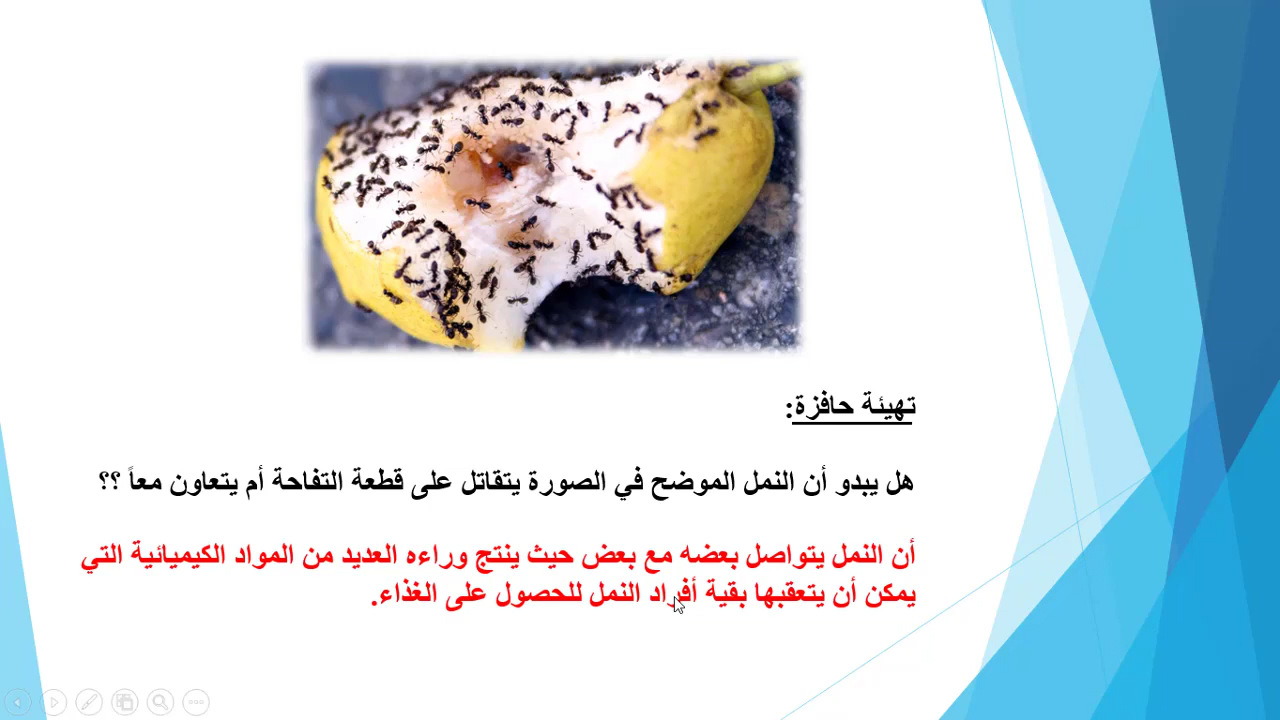 تهيئة حافزة:
هل يبدو أن النمل الموضح في الصورة يتقاتل على قطعة التفاحة أم يتعاون معاً ؟؟
أن النمل يتواصل بعضه مع بعض حيث ينتج وراءه العديد من المواد الكيميائية التي
يمكن أن يتعقبها بقية أفراد النمل للحصول على الغذاء.